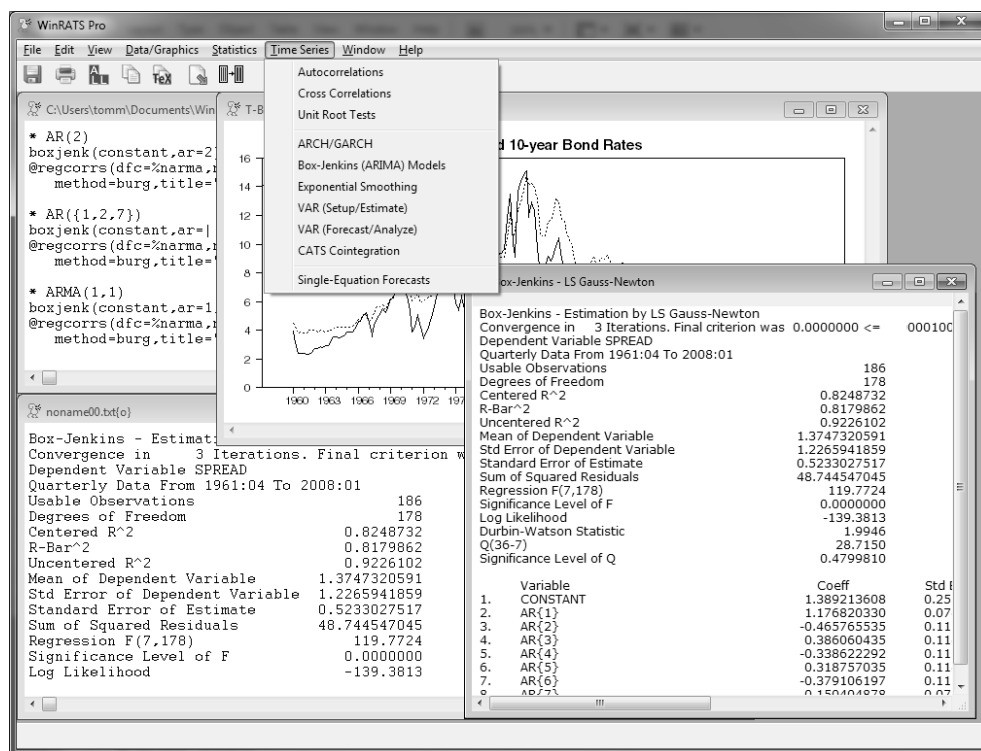 WinRATS Pro
File Edit View Data/Graphics Statistics Time Series Window Help
TeX
Autocorrelations
Cross Correlations
Unit Root Tests
ARCH/GARCH
Box-Jenkins (ARIMA) Models
Exponential Smoothing
VAR (Setup/Estimate)
VAR (Forecast/Analyze)
CATS Cointegration
Single-Equation Forecasts
C:\Users\tomm\Documents\Win
* AR(2)
boxjenk(constant,ar=2
@regcorrs(dfc=%narma,
method=burg,title=
* AR({1,2,7})
boxjenk(constant,ar=|
@regcorrs(dfc=%narma,
method=burg,title=
* ARMA(1,1)
boxjenk(constant,ar=1
@regcorrs(dfc=%narma,
method=burg,title=
T-B
10-year Bond Rates
16
14
12
10
8
6
4
2
0
1960 1963 1966 1969 1972 197
noname00.txt{o}
Box-Jenkins - Estimat
Convergence in 3 Iterations. Final criterion w
Dependent Variable SPREAD
Quarterly Data From 1961:04 To 2008:01
Usable Observations 186
Degrees of Freedom 178
Centered R^2 0.8248732
R-Bar^2 0.8179862
Uncentered R^2 0.9226102
Mean of Dependent Variable 1.3747320591
Std Error of Dependent Variable 1.2265941859
Standard Error of Estimate 0.5233027517
Sum of Squared Residuals 48.744547045
Regression F(7,178) 119.7724
Significance Level of F 0.0000000
Log Likelihood -139.3813
ox-Jenkins - LS Gauss-Newton
Box-Jenkins - Estimation by LS Gauss-Newton
Convergence in 3 Iterations. Final criterion was 0.0000000 <= 000100
Dependent Variable SPREAD
Quarterly Data From 1961:04 To 2008:01
Usable Observations 186
Degrees of Freedom 178
Centered R^2 0.8248732
R-Bar^2 0.8179862
Uncentered R^2 0.9226102
Mean of Dependent Variable 1.3747320591
Std Error of Dependent Variable 1.2265941859
Standard Error of Estimate 0.5233027517
Sum of Squared Residuals 48.744547045
Regression F(7,178) 119.7724
Significance Level of F 0.0000000
Log Likelihood -139.3813
Durbin-Watson Statistic 1.9946
Q(36-7) 28.7150
Significance Level of Q 0.4799810
Variable Coeff Std E
1. CONSTANT 1.389213608 0.25
2. AR{1} 1.176820330 0.07
3. AR{2} -0.465765535 0.11
4. AR{3} 0.386060435 0.11
5. AR{4} -0.338622292 0.11
6. AR{5} 0.318757035 0.11
7. AR{6} -0.379106197 0.11
8. AR{7} 0.150404878 0.07